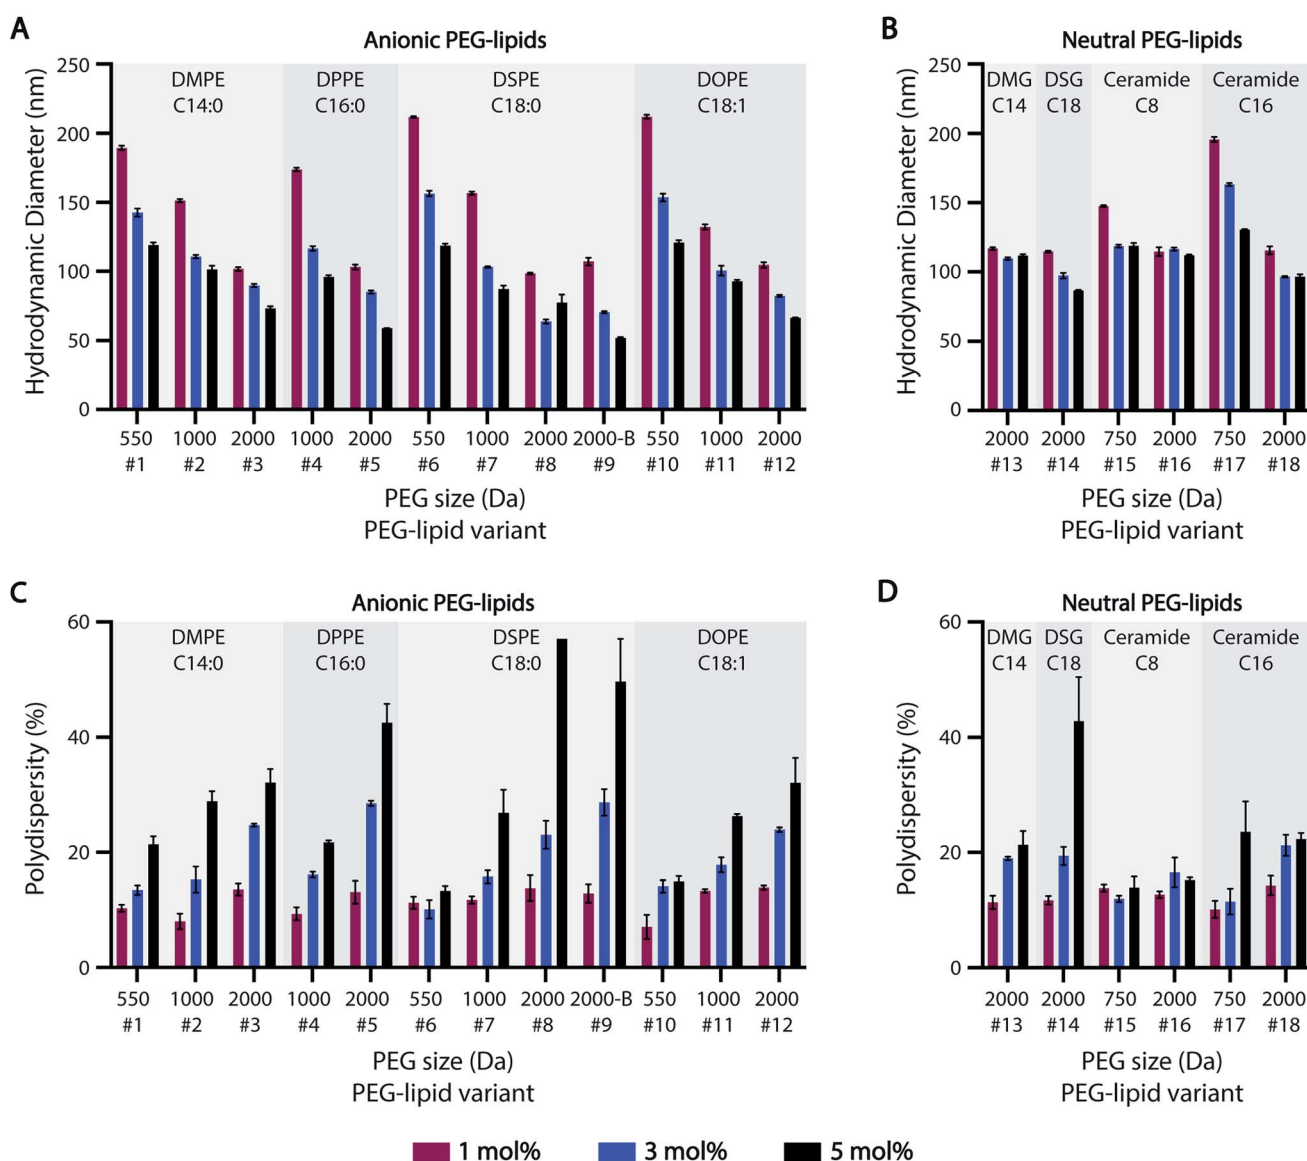 A
Anionic PEG-lipids
Hydrodynamic Diameter (nm)
250
200
150
100
50
0
DMPE
C14:0
DPPE
C16:0
DSPE
C18:0
DOPE
C18:1
550 1000 2000 1000 2000 550 1000 2000 2000-B 550 1000 2000
#1 #2 #3 #4 #5 #6 #7 #8 #9 #10 #11 #12
PEG size (Da)
PEG-lipid variant
B
Neutral PEG-lipids
Hydrodynamic Diameter (nm)
250
200
150
100
50
0
DMG
C14
DSG
C18
Ceramide
C8
Ceramide
C16
2000 2000 750 2000 750 2000
#13 #14 #15 #16 #17 #18
PEG size (Da)
PEG-lipid variant
C
Anionic PEG-lipids
Polydispersity (%)
60
40
20
0
DMPE
C14:0
DPPE
C16:0
DSPE
C18:0
DOPE
C18:1
550 1000 2000 1000 2000 550 1000 2000 2000-B 550 1000 2000
#1 #2 #3 #4 #5 #6 #7 #8 #9 #10 #11 #12
PEG size (Da)
PEG-lipid variant
D
Neutral PEG-lipids
Polydispersity (%)
60
40
20
0
DMG
C14
DSG
C18
Ceramide
C8
Ceramide
C16
2000 2000 750 2000 750 2000
#13 #14 #15 #16 #17 #18
PEG size (Da)
PEG-lipid variant
1 mol% 3 mol% 5 mol%